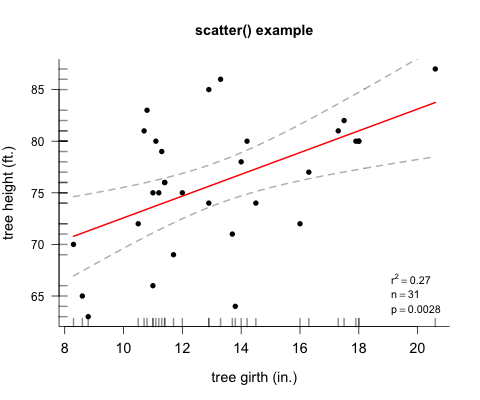 scatter() example
tree height (ft.)
85
80
75
70
65
r² = 0.27
n = 31
p = 0.0028
8 10 12 14 16 18 20
tree girth (in.)